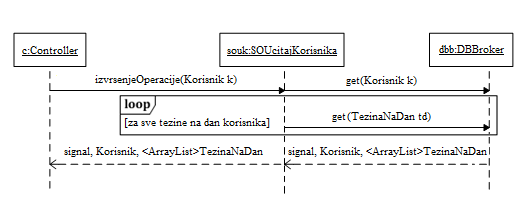 c:Controller
souk:SOUcitajKorisnika
dbb:DBBroker
izvrsenjeOperacije(Korisnik k)
get(Korisnik k)
loop
[za sve tezine na dan korisnika]
get(TezinaNaDan td)
signal, Korisnik, <ArrayList>TezinaNaDan
signal, Korisnik, <ArrayList>TezinaNaDan